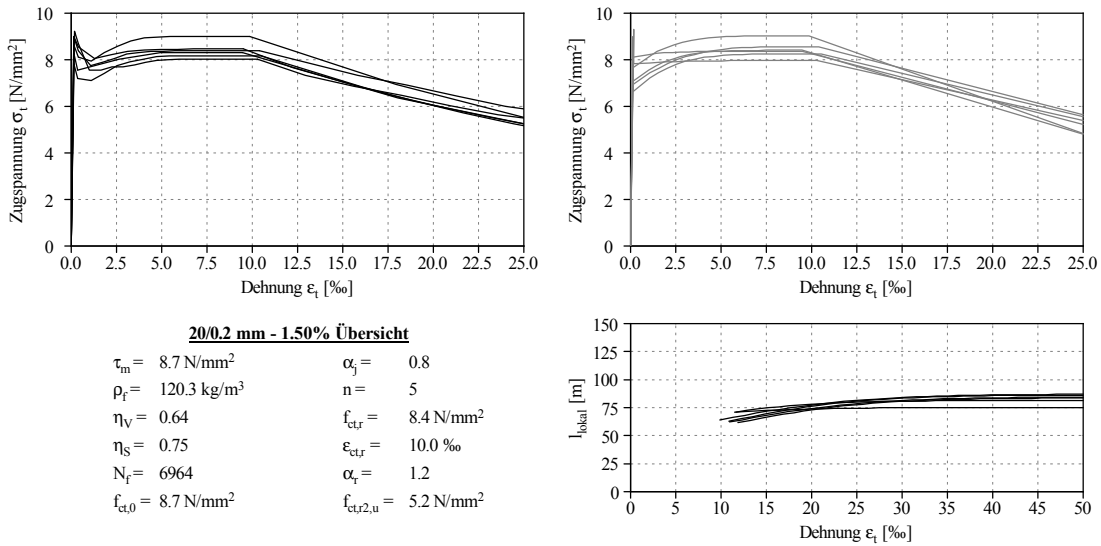 10
8
6
4
2
0
Zugspannung σt [N/mm²]
0.0 2.5 5.0 7.5 10.0 12.5 15.0 17.5 20.0 22.5 25.0
Dehnung εt [‰]
10
8
6
4
2
0
Zugspannung σt [N/mm²]
0.0 2.5 5.0 7.5 10.0 12.5 15.0 17.5 20.0 22.5 25.0
Dehnung εt [‰]
20/0.2 mm - 1.50% Übersicht
τm = 8.7 N/mm² αj = 0.8
ρf = 120.3 kg/m³ n = 5
ηV = 0.64 fct,r = 8.4 N/mm²
ηS = 0.75 εct,r = 10.0 ‰
Nf = 6964 αr = 1.2
fct,0 = 8.7 N/mm² fct,r2,u = 5.2 N/mm²
150
125
100
75
50
25
0
llokal [m]
0.0 5.0 10 15 20 25 30 35 40 45 50
Dehnung εt [‰]